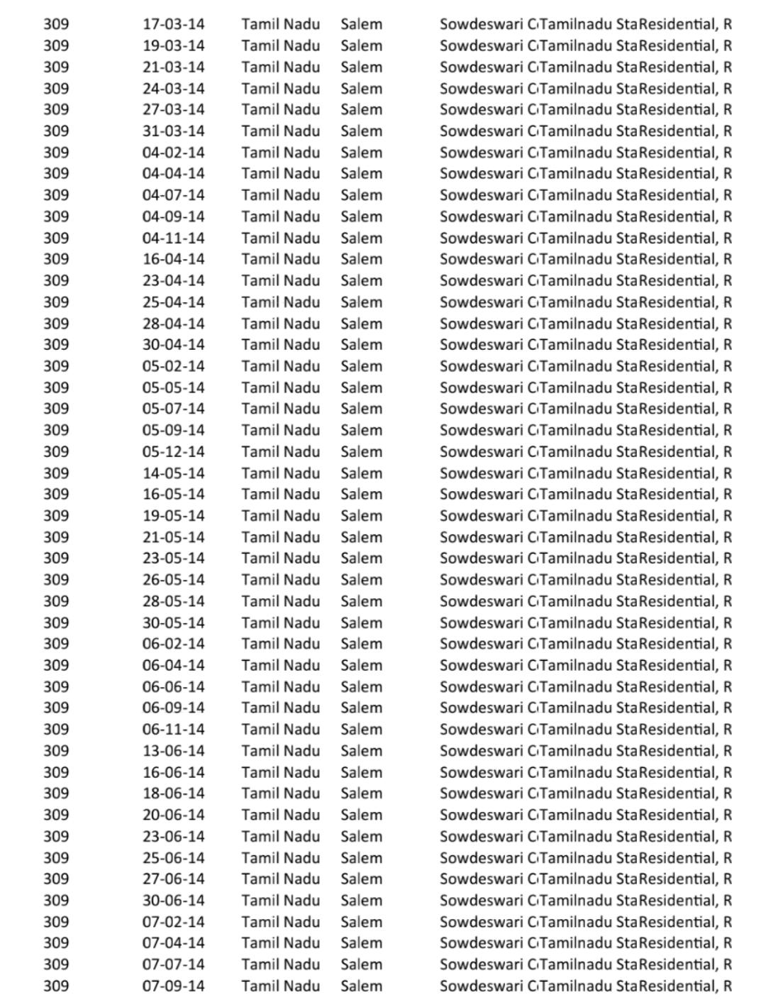 309 17-03-14 Tamil Nadu Salem Sowdeswari C Tamilnadu Sta Residential, R
309 19-03-14 Tamil Nadu Salem Sowdeswari C Tamilnadu Sta Residential, R
309 21-03-14 Tamil Nadu Salem Sowdeswari C Tamilnadu Sta Residential, R
309 24-03-14 Tamil Nadu Salem Sowdeswari C Tamilnadu Sta Residential, R
309 27-03-14 Tamil Nadu Salem Sowdeswari C Tamilnadu Sta Residential, R
309 31-03-14 Tamil Nadu Salem Sowdeswari C Tamilnadu Sta Residential, R
309 04-02-14 Tamil Nadu Salem Sowdeswari C Tamilnadu Sta Residential, R
309 04-04-14 Tamil Nadu Salem Sowdeswari C Tamilnadu Sta Residential, R
309 04-07-14 Tamil Nadu Salem Sowdeswari C Tamilnadu Sta Residential, R
309 04-09-14 Tamil Nadu Salem Sowdeswari C Tamilnadu Sta Residential, R
309 04-11-14 Tamil Nadu Salem Sowdeswari C Tamilnadu Sta Residential, R
309 16-04-14 Tamil Nadu Salem Sowdeswari C Tamilnadu Sta Residential, R
309 23-04-14 Tamil Nadu Salem Sowdeswari C Tamilnadu Sta Residential, R
309 25-04-14 Tamil Nadu Salem Sowdeswari C Tamilnadu Sta Residential, R
309 28-04-14 Tamil Nadu Salem Sowdeswari C Tamilnadu Sta Residential, R
309 30-04-14 Tamil Nadu Salem Sowdeswari C Tamilnadu Sta Residential, R
309 05-02-14 Tamil Nadu Salem Sowdeswari C Tamilnadu Sta Residential, R
309 05-05-14 Tamil Nadu Salem Sowdeswari C Tamilnadu Sta Residential, R
309 05-07-14 Tamil Nadu Salem Sowdeswari C Tamilnadu Sta Residential, R
309 05-09-14 Tamil Nadu Salem Sowdeswari C Tamilnadu Sta Residential, R
309 05-12-14 Tamil Nadu Salem Sowdeswari C Tamilnadu Sta Residential, R
309 14-05-14 Tamil Nadu Salem Sowdeswari C Tamilnadu Sta Residential, R
309 16-05-14 Tamil Nadu Salem Sowdeswari C Tamilnadu Sta Residential, R
309 19-05-14 Tamil Nadu Salem Sowdeswari C Tamilnadu Sta Residential, R
309 21-05-14 Tamil Nadu Salem Sowdeswari C Tamilnadu Sta Residential, R
309 23-05-14 Tamil Nadu Salem Sowdeswari C Tamilnadu Sta Residential, R
309 26-05-14 Tamil Nadu Salem Sowdeswari C Tamilnadu Sta Residential, R
309 28-05-14 Tamil Nadu Salem Sowdeswari C Tamilnadu Sta Residential, R
309 30-05-14 Tamil Nadu Salem Sowdeswari C Tamilnadu Sta Residential, R
309 06-02-14 Tamil Nadu Salem Sowdeswari C Tamilnadu Sta Residential, R
309 06-04-14 Tamil Nadu Salem Sowdeswari C Tamilnadu Sta Residential, R
309 06-06-14 Tamil Nadu Salem Sowdeswari C Tamilnadu Sta Residential, R
309 06-09-14 Tamil Nadu Salem Sowdeswari C Tamilnadu Sta Residential, R
309 06-11-14 Tamil Nadu Salem Sowdeswari C Tamilnadu Sta Residential, R
309 13-06-14 Tamil Nadu Salem Sowdeswari C Tamilnadu Sta Residential, R
309 16-06-14 Tamil Nadu Salem Sowdeswari C Tamilnadu Sta Residential, R
309 18-06-14 Tamil Nadu Salem Sowdeswari C Tamilnadu Sta Residential, R
309 20-06-14 Tamil Nadu Salem Sowdeswari C Tamilnadu Sta Residential, R
309 23-06-14 Tamil Nadu Salem Sowdeswari C Tamilnadu Sta Residential, R
309 25-06-14 Tamil Nadu Salem Sowdeswari C Tamilnadu Sta Residential, R
309 27-06-14 Tamil Nadu Salem Sowdeswari C Tamilnadu Sta Residential, R
309 30-06-14 Tamil Nadu Salem Sowdeswari C Tamilnadu Sta Residential, R
309 07-02-14 Tamil Nadu Salem Sowdeswari C Tamilnadu Sta Residential, R
309 07-04-14 Tamil Nadu Salem Sowdeswari C Tamilnadu Sta Residential, R
309 07-07-14 Tamil Nadu Salem Sowdeswari C Tamilnadu Sta Residential, R
309 07-09-14 Tamil Nadu Salem Sowdeswari C Tamilnadu Sta Residential, R